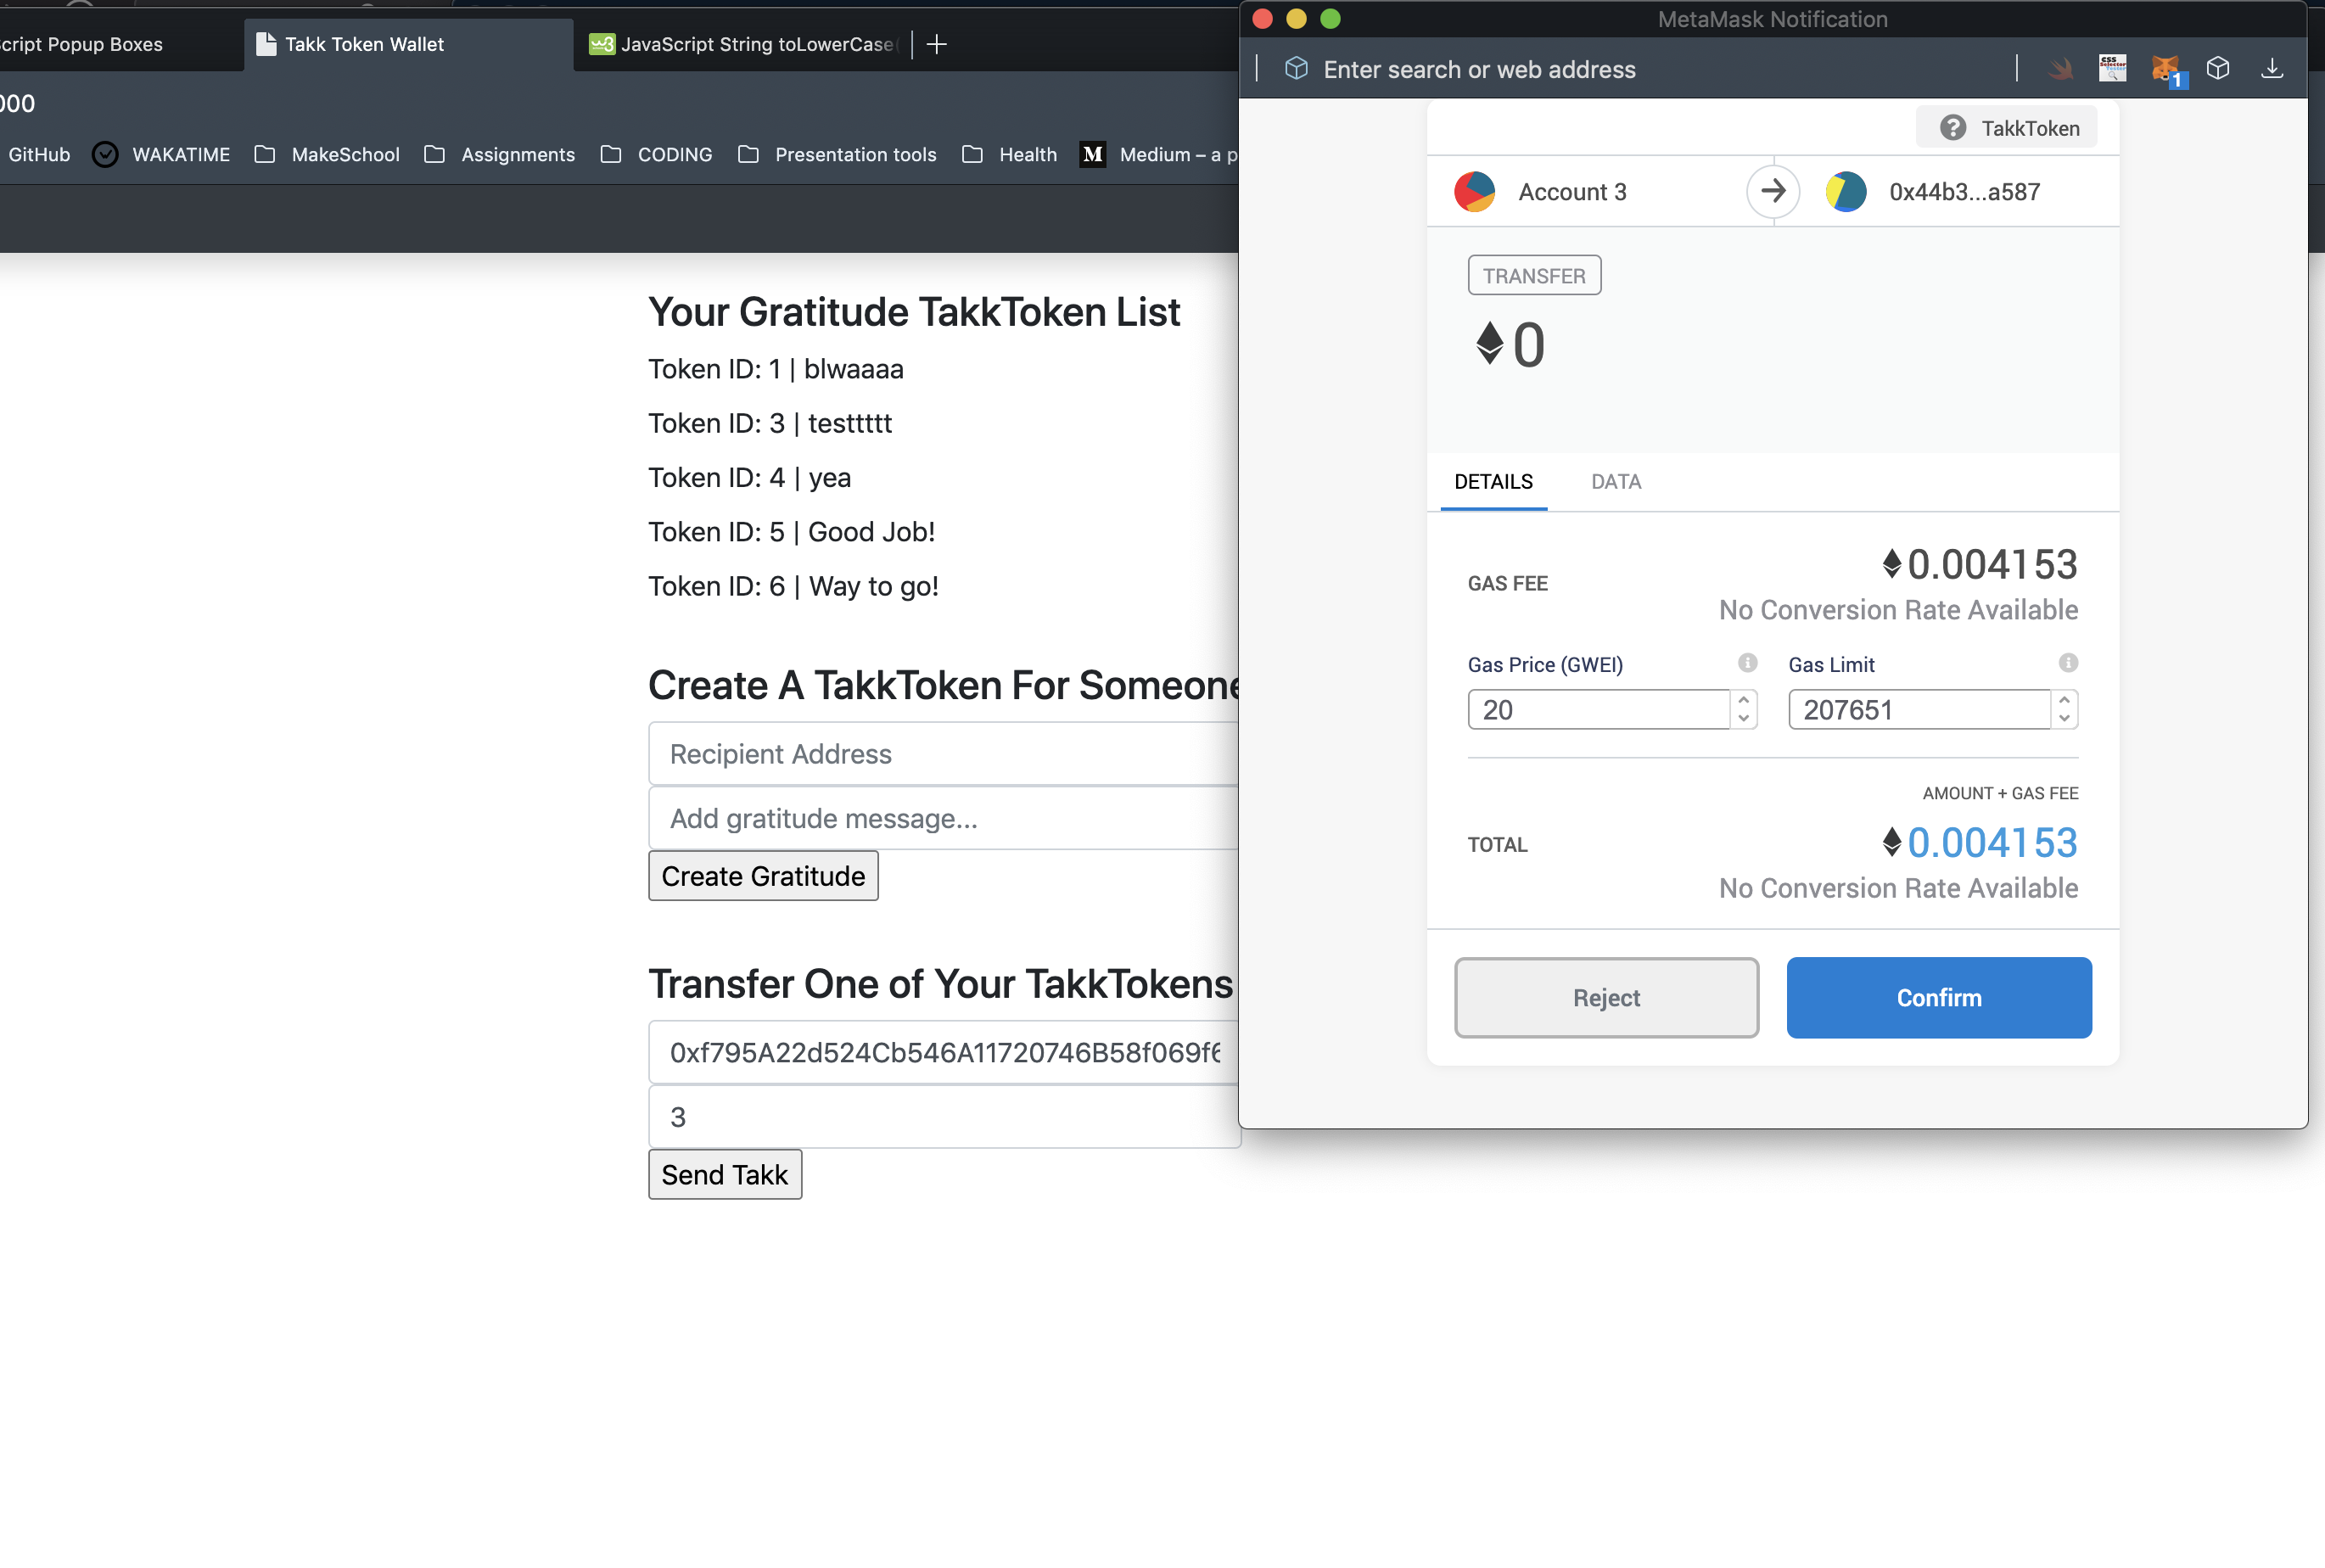 cript Popup Boxes
Takk Token Wallet
JavaScript String toLowerCase(
000
GitHub
WAKATIME
MakeSchool
Assignments
CODING
Presentation tools
Health
Medium – a p
Your Gratitude TakkToken List
Token ID: 1 | blwaaaa
Token ID: 3 | testtttt
Token ID: 4 | yea
Token ID: 5 | Good Job!
Token ID: 6 | Way to go!
Create A TakkToken For Someone
Recipient Address
Add gratitude message...
Create Gratitude
Transfer One of Your TakkTokens
0xf795A22d524Cb546A11720746B58f069f6
3
Send Takk
MetaMask Notification
Enter search or web address
1
TakkToken
Account 3
0x44b3...a587
TRANSFER
0
DETAILS
DATA
GAS FEE
0.004153
No Conversion Rate Available
Gas Price (GWEI)
Gas Limit
20
207651
AMOUNT + GAS FEE
TOTAL
0.004153
No Conversion Rate Available
Reject
Confirm